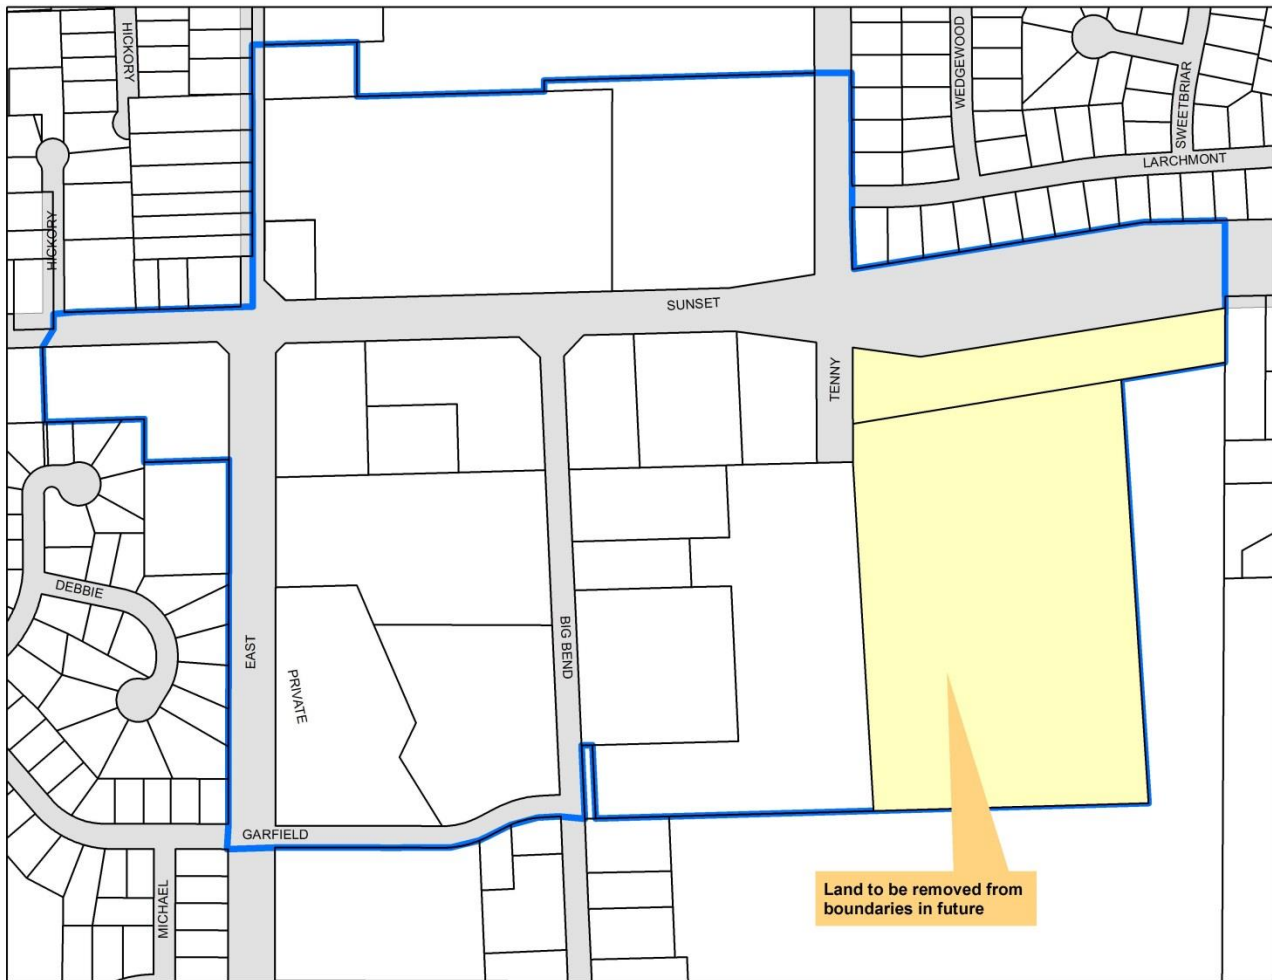 HICKORY
WEDGEWOOD
SWEETBRIAR
LARCHMONT
HICKORY
SUNSET
TENNY
DEBBIE
EAST
BIG BEND
PRIVATE
GARFIELD
MICHAEL
Land to be removed from
boundaries in future